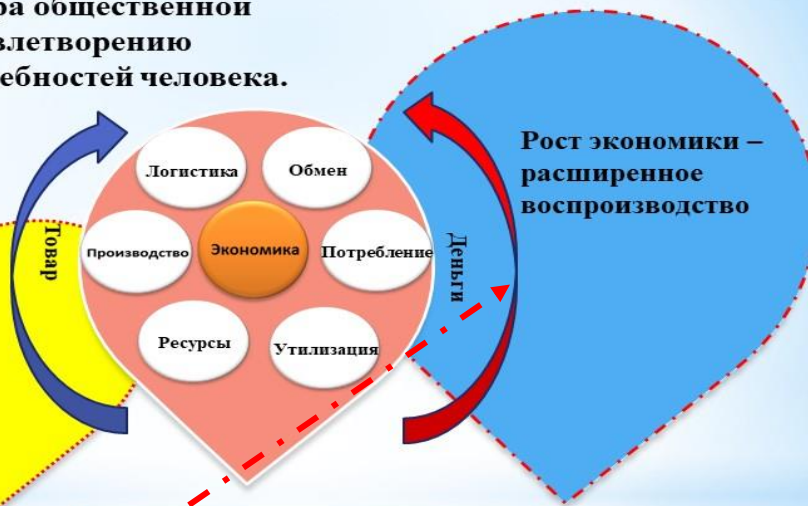 ра общественной
влетворению
ебностей человека.
Логистика
Обмен
Производство
Экономика
Потребление
Ресурсы
Утилизация
Товар
Деньги
Рост экономики –
расширенное
воспроизводство